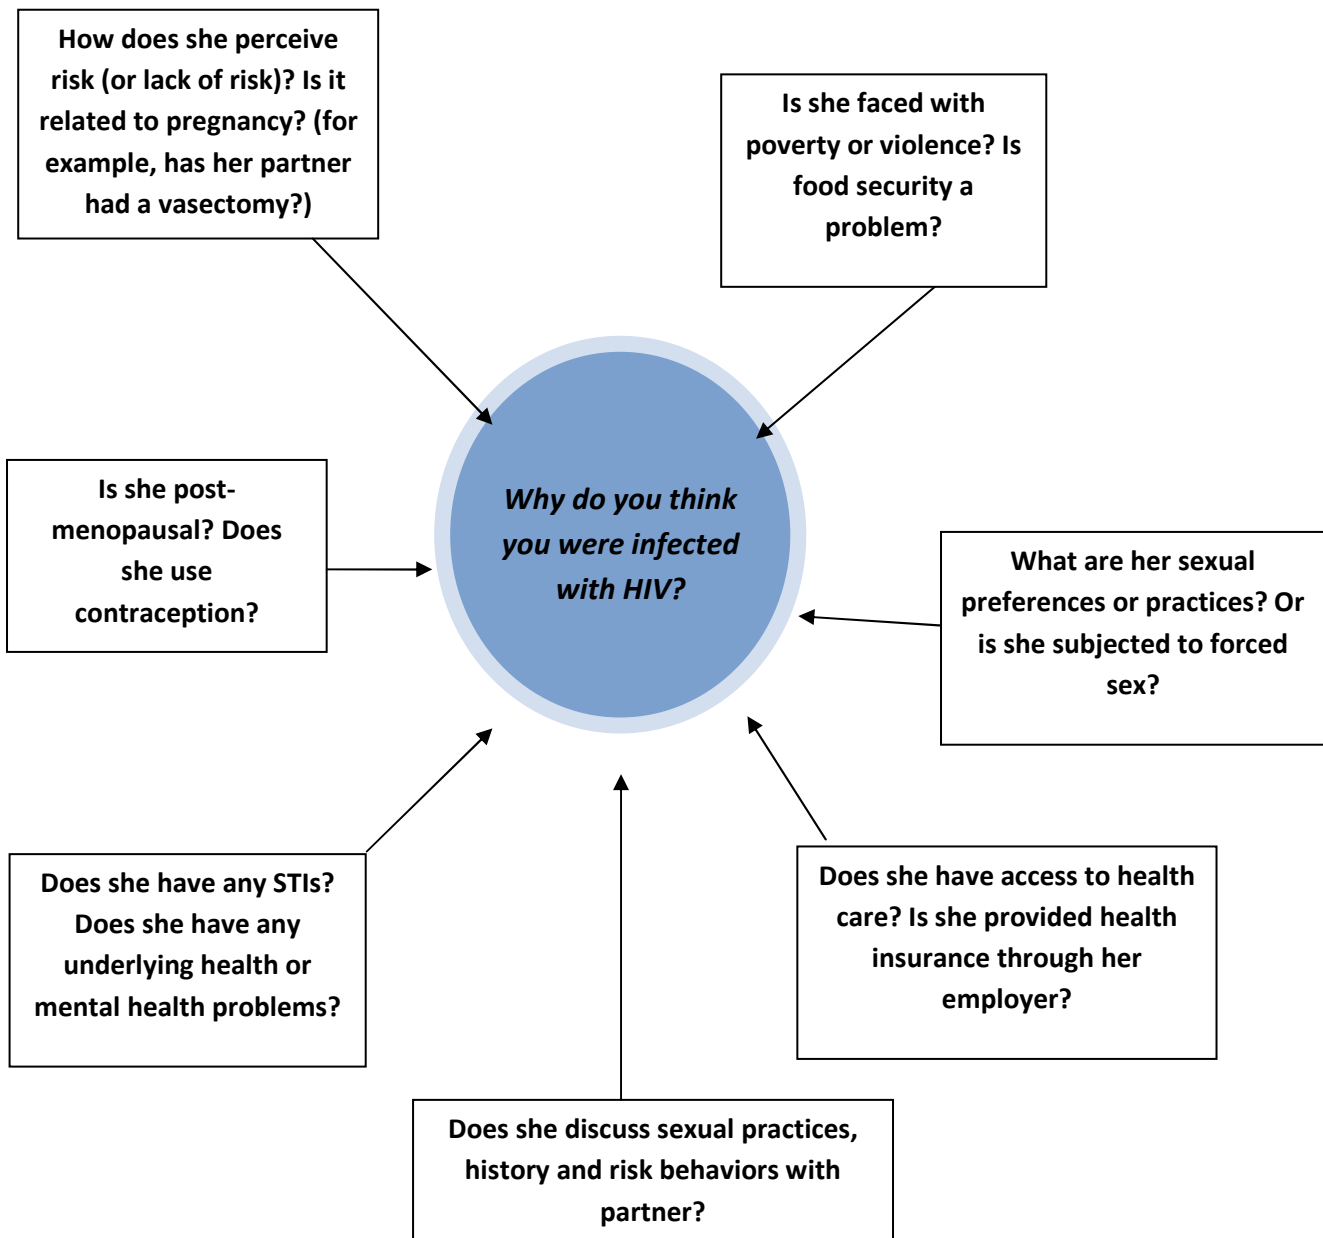 How does she perceive
risk (or lack of risk)? Is it
related to pregnancy? (for
example, has her partner
had a vasectomy?)
Is she faced with
poverty or violence? Is
food security a
problem?
Why do you think
you were infected
with HIV?
Is she post-
menopausal? Does
she use
contraception?
What are her sexual
preferences or practices? Or
is she subjected to forced
sex?
Does she have any STIs?
Does she have any
underlying health or
mental health problems?
Does she have access to health
care? Is she provided health
insurance through her
employer?
Does she discuss sexual practices,
history and risk behaviors with
partner?